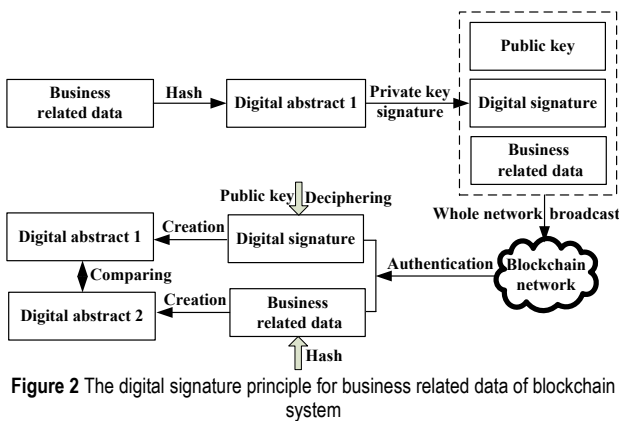 Public key
Business
related data
Hash
Digital abstract 1
Private key
signature
Digital signature
Business
related data
Whole network broadcast
Public key Deciphering
Digital abstract 1
Creation
Digital signature
Comparing
Authentication
Blockchain
network
Digital abstract 2
Creation
Business
related data
Hash
Figure 2 The digital signature principle for business related data of blockchain
system